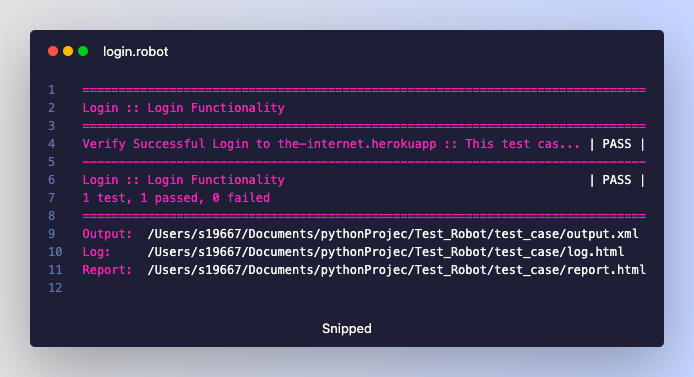 login.robot
1 ==============================================================================
2 Login :: Login Functionality
3 ==============================================================================
4 Verify Successful Login to the-internet.herokuapp :: This test cas... | PASS |
5 ------------------------------------------------------------------------------
6 Login :: Login Functionality | PASS |
7 1 test, 1 passed, 0 failed
8 ==============================================================================
9 Output: /Users/s19667/Documents/pythonProjec/Test_Robot/test_case/output.xml
10 Log: /Users/s19667/Documents/pythonProjec/Test_Robot/test_case/log.html
11 Report: /Users/s19667/Documents/pythonProjec/Test_Robot/test_case/report.html
12
Snipped